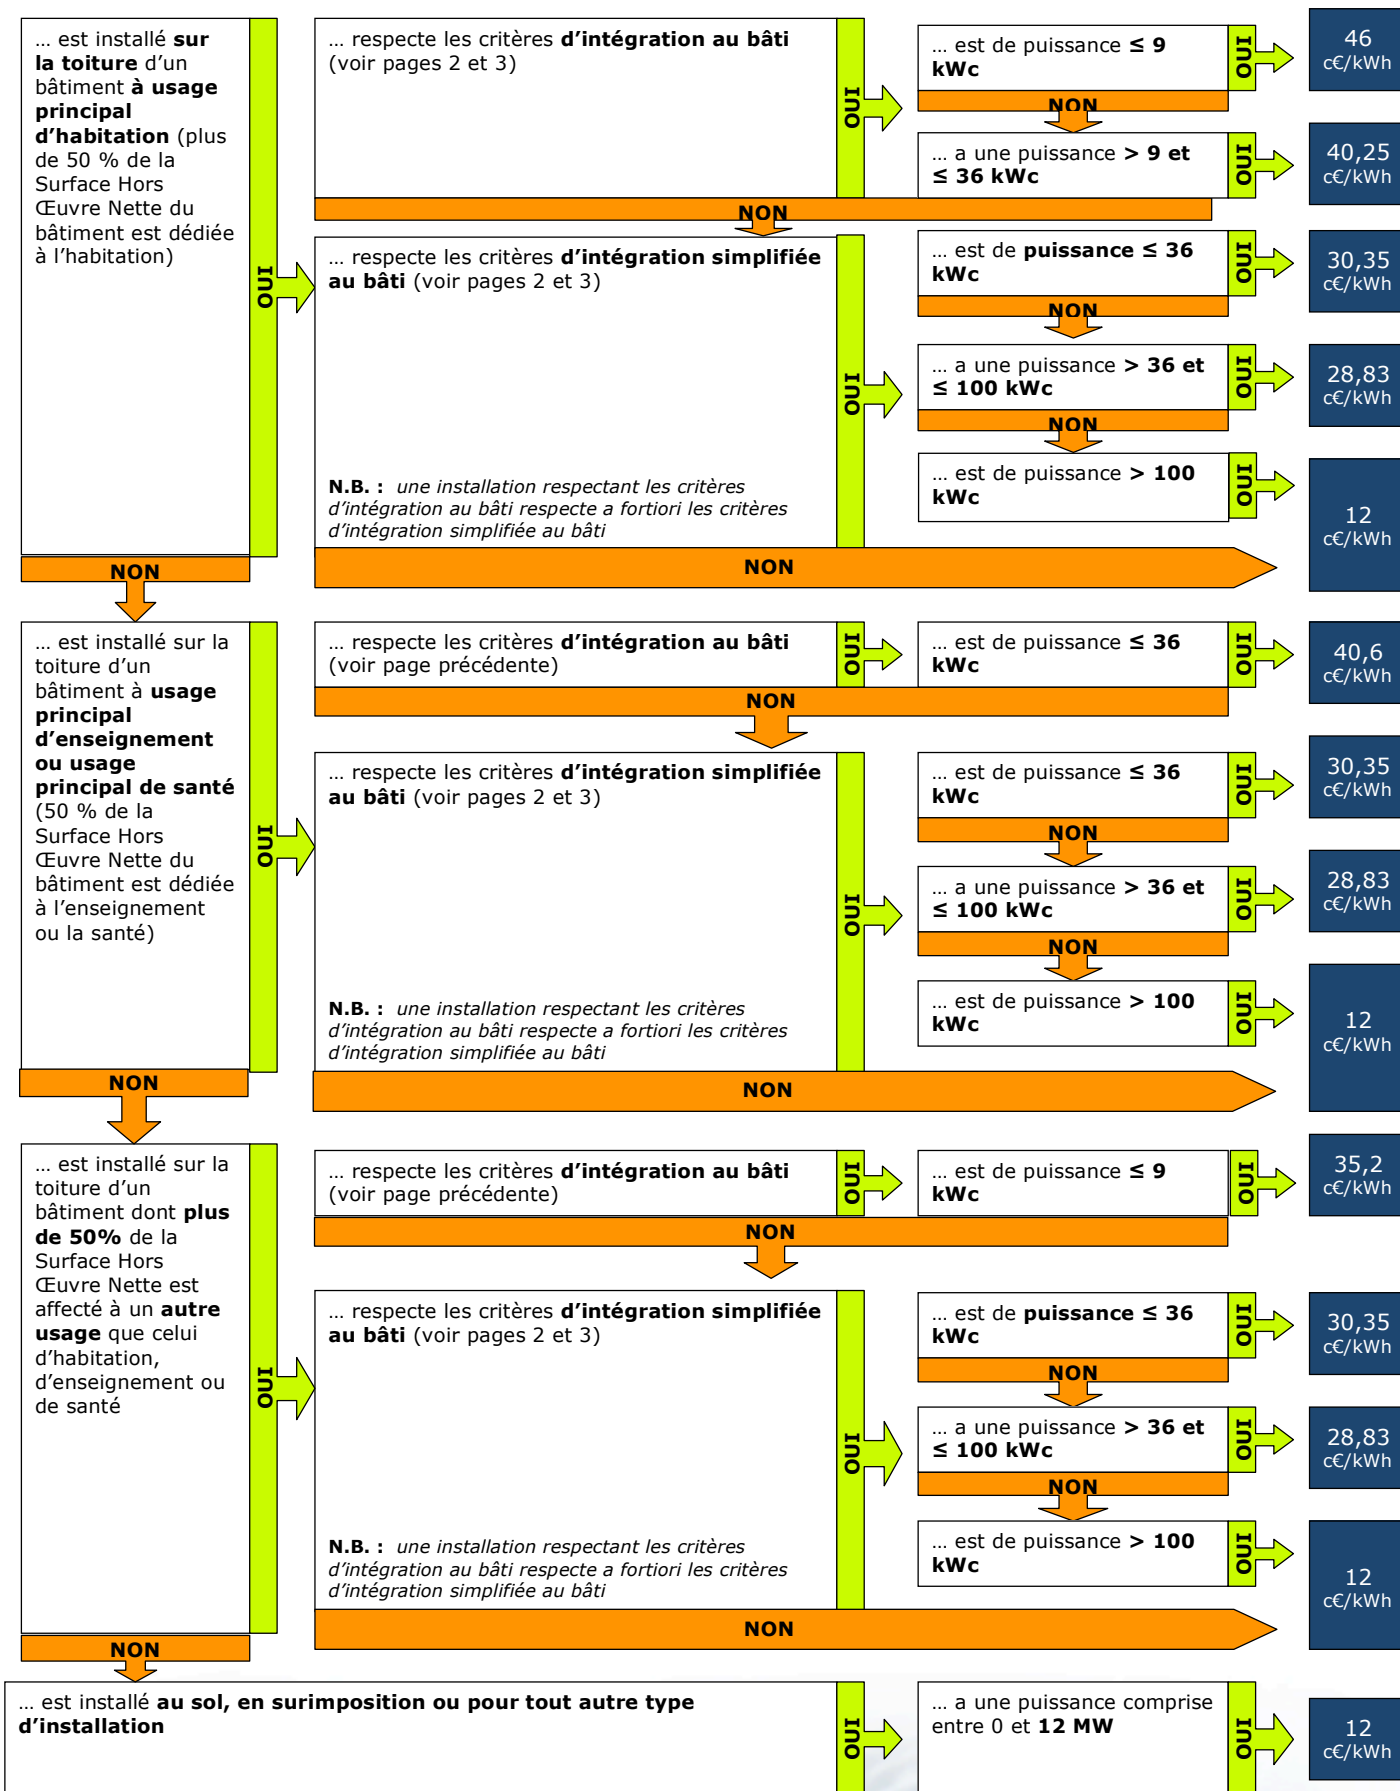 ... est installé sur
la toiture d'un
bâtiment à usage
principal
d'habitation (plus
de 50 % de la
Surface Hors
Œuvre Nette du
bâtiment est dédiée
à l'habitation)
OUI
NON
... respecte les critères d'intégration au bâti
(voir pages 2 et 3)
OUI
... est de puissance ≤ 9
kWc
OUI
46
c€/kWh
NON
... a une puissance > 9 et
≤ 36 kWc
OUI
40,25
c€/kWh
NON
... respecte les critères d'intégration simplifiée
au bâti (voir pages 2 et 3)
N.B. : une installation respectant les critères
d'intégration au bâti respecte a fortiori les critères
d'intégration simplifiée au bâti
OUI
... est de puissance ≤ 36
kWc
OUI
30,35
c€/kWh
NON
... a une puissance > 36 et
≤ 100 kWc
OUI
28,83
c€/kWh
NON
... est de puissance > 100
kWc
OUI
12
c€/kWh
NON
... est installé sur la
toiture d'un
bâtiment à usage
principal
d'enseignement
ou usage
principal de santé
(50 % de la
Surface Hors
Œuvre Nette du
bâtiment est dédiée
à l'enseignement
ou la santé)
OUI
NON
... respecte les critères d'intégration au bâti
(voir page précédente)
OUI
... est de puissance ≤ 36
kWc
OUI
40,6
c€/kWh
NON
... respecte les critères d'intégration simplifiée
au bâti (voir pages 2 et 3)
N.B. : une installation respectant les critères
d'intégration au bâti respecte a fortiori les critères
d'intégration simplifiée au bâti
OUI
... est de puissance ≤ 36
kWc
OUI
30,35
c€/kWh
NON
... a une puissance > 36 et
≤ 100 kWc
OUI
28,83
c€/kWh
NON
... est de puissance > 100
kWc
OUI
12
c€/kWh
NON
... est installé sur la
toiture d'un
bâtiment dont plus
de 50% de la
Surface Hors
Œuvre Nette est
affecté à un autre
usage que celui
d'habitation,
d'enseignement ou
de santé
OUI
NON
... respecte les critères d'intégration au bâti
(voir page précédente)
OUI
... est de puissance ≤ 9
kWc
OUI
35,2
c€/kWh
NON
... respecte les critères d'intégration simplifiée
au bâti (voir pages 2 et 3)
N.B. : une installation respectant les critères
d'intégration au bâti respecte a fortiori les critères
d'intégration simplifiée au bâti
OUI
... est de puissance ≤ 36
kWc
OUI
30,35
c€/kWh
NON
... a une puissance > 36 et
≤ 100 kWc
OUI
28,83
c€/kWh
NON
... est de puissance > 100
kWc
OUI
12
c€/kWh
NON
... est installé au sol, en surimposition ou pour tout autre type
d'installation
OUI
... a une puissance comprise
entre 0 et 12 MW
OUI
12
c€/kWh